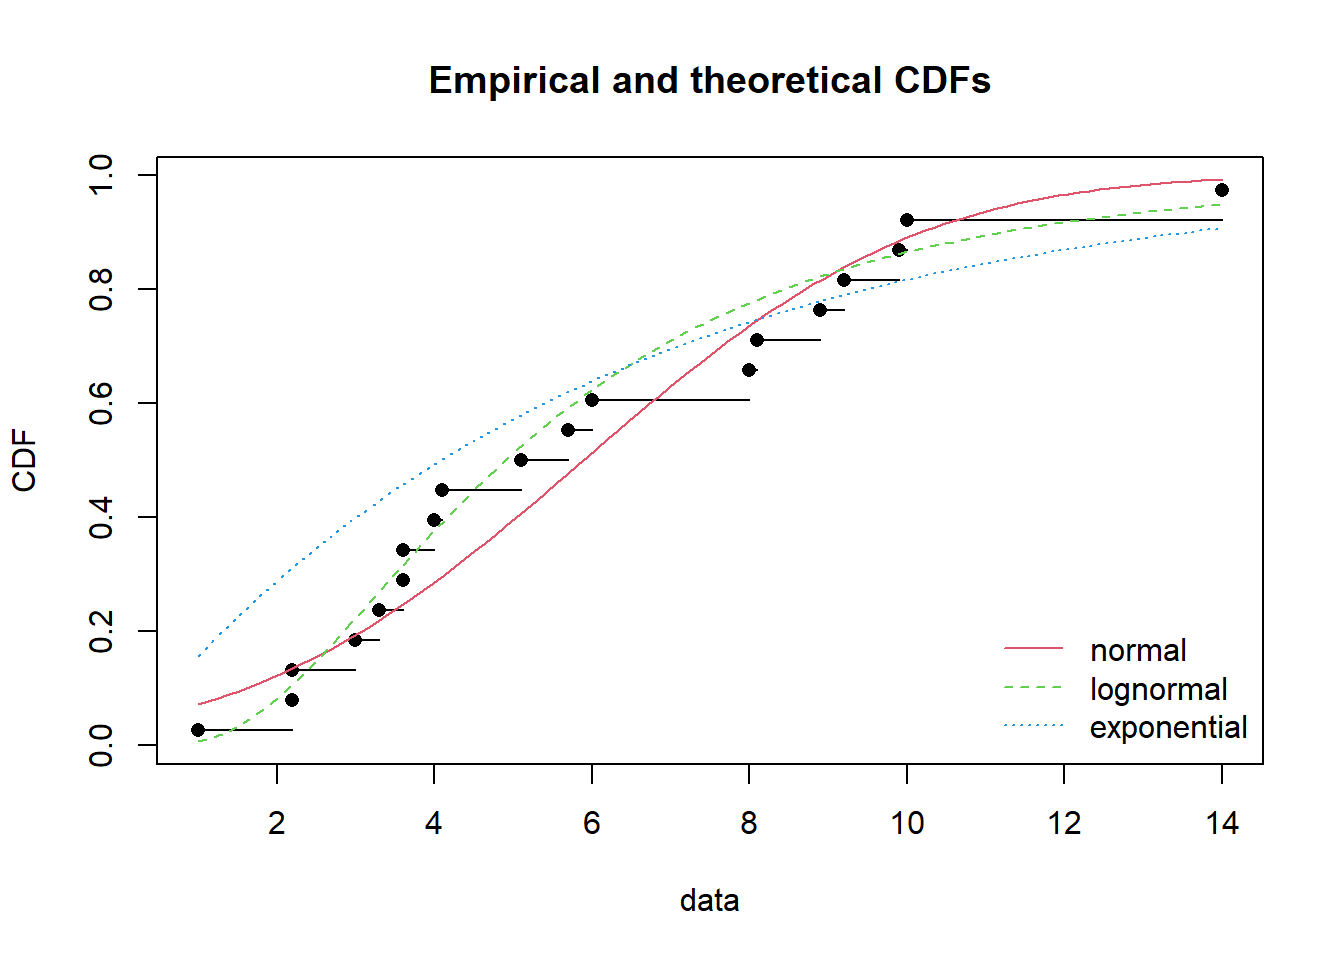 Empirical and theoretical CDFs
CDF
1.0
0.8
0.6
0.4
0.2
0.0
normal
lognormal
exponential
2 4 6 8 10 12 14
data